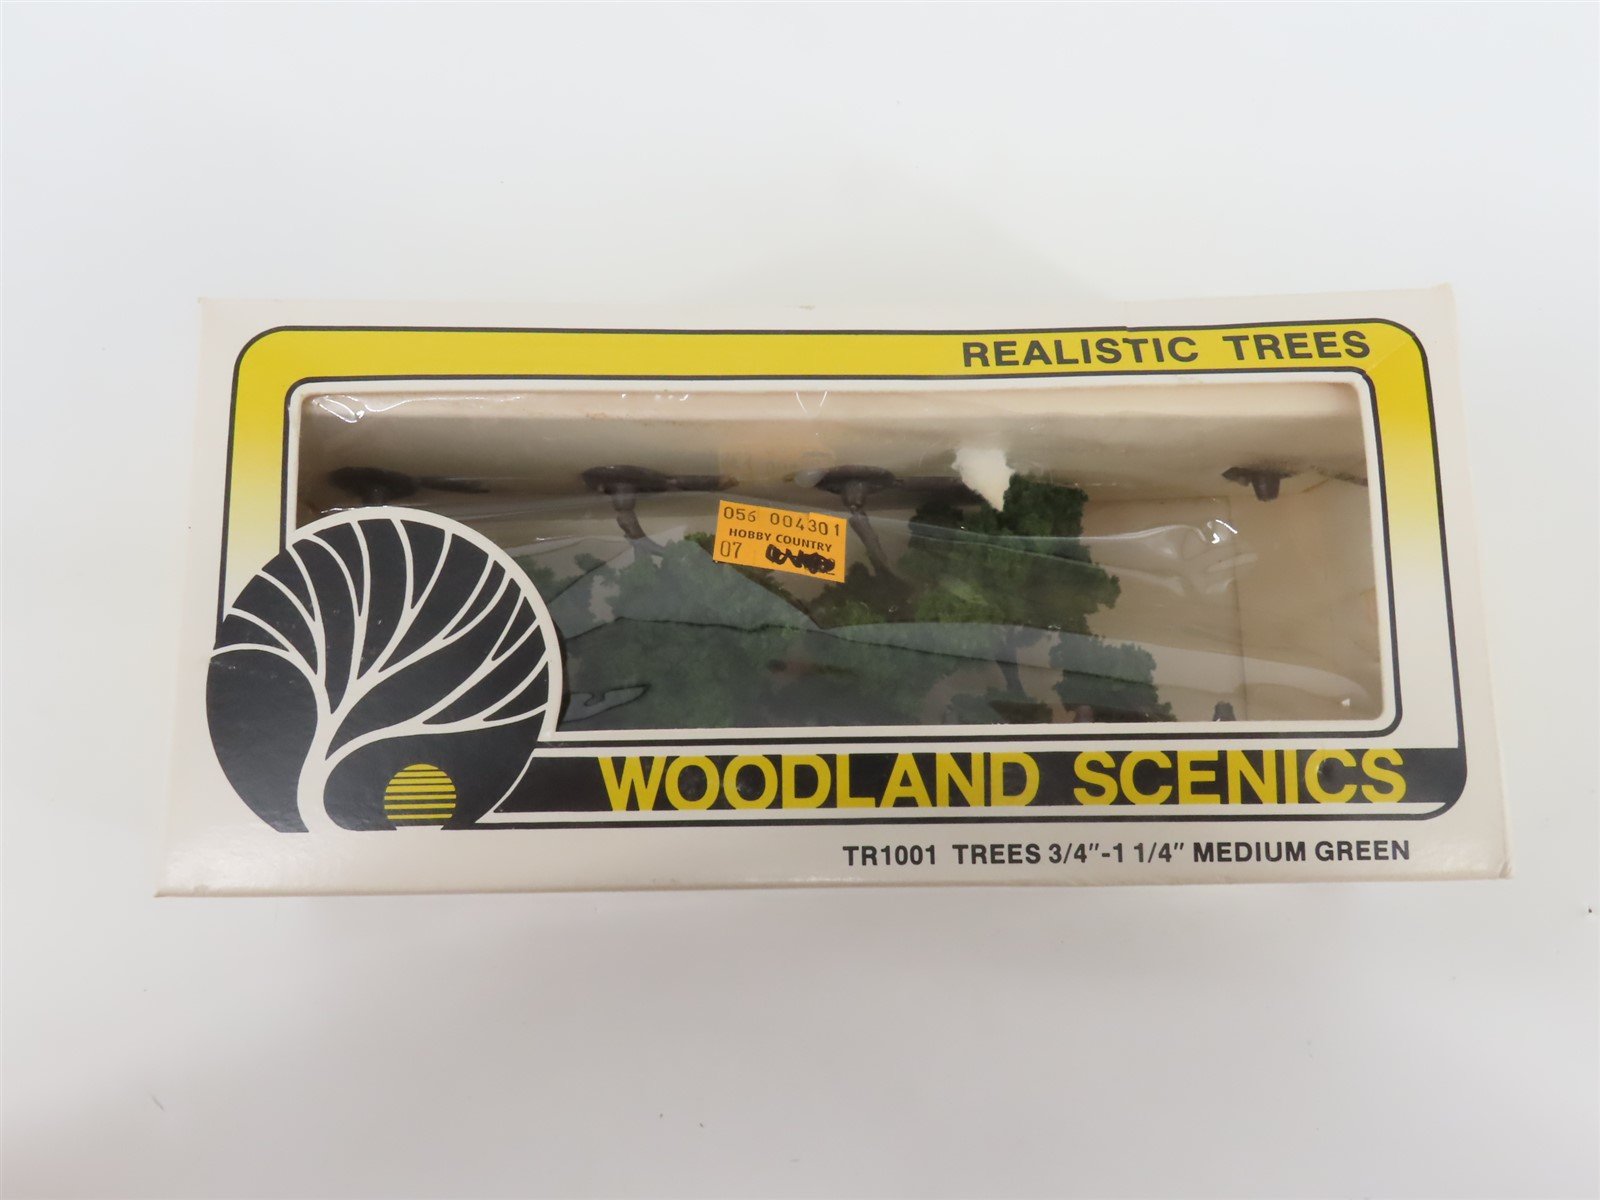 REALISTIC TREES
056 004301
HOBBY COUNTRY
07
WOODLAND SCENICS
TR1001 TREES 3/4"-1 1/4" MEDIUM GREEN